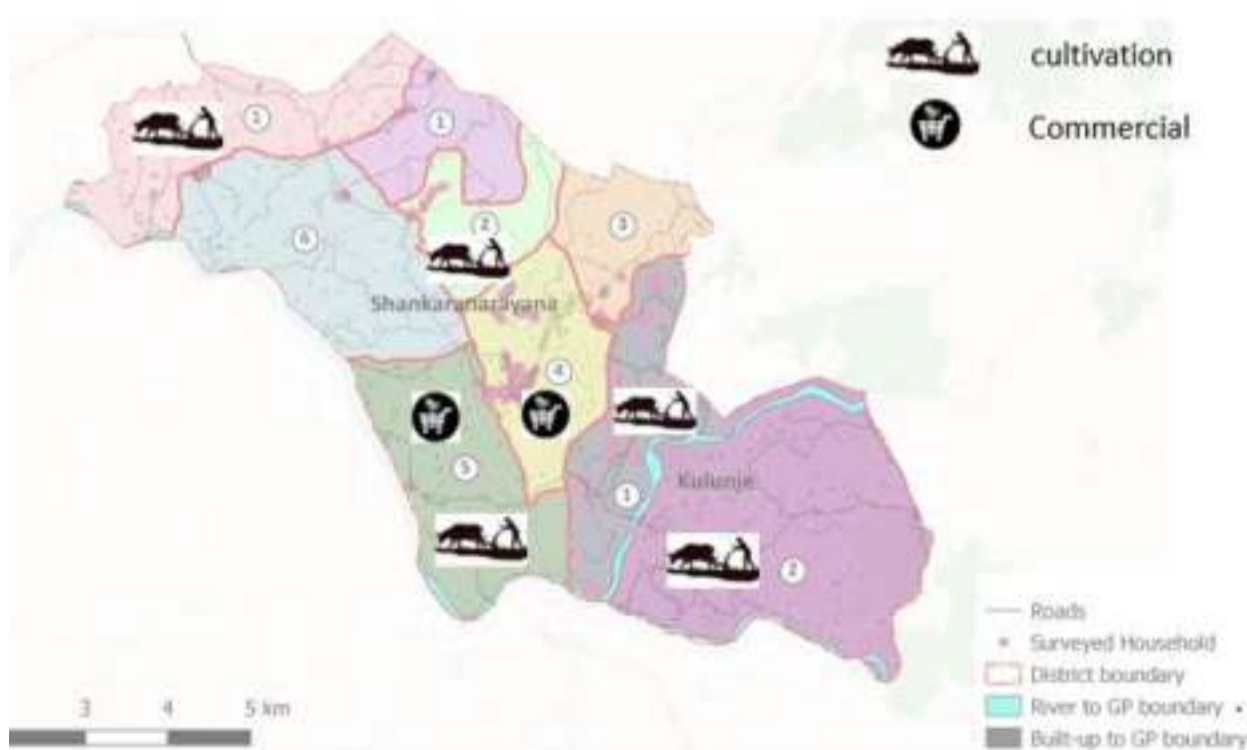 cultivation
Commercial
1
1
2
3
6
Shankaranarayana
4
5
1
Kulunje
2
Roads
Surveyed Household
District boundary
River to GP boundary
Built-up to GP boundary
3 4 5 km